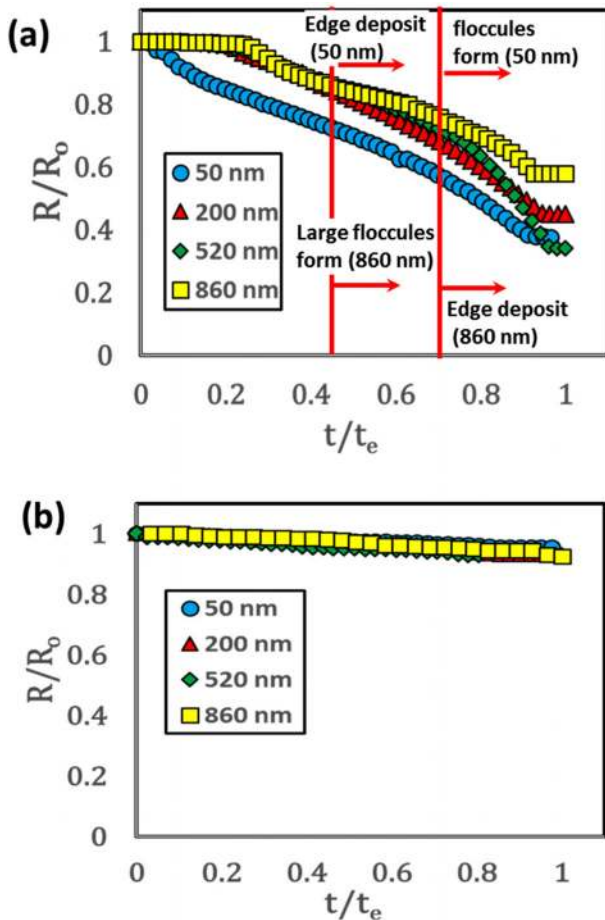 (a)
Edge deposit
(50 nm)
floccules
form (50 nm)
1
0.8
0.6
0.4
0.2
0
R/Ro
50 nm
200 nm
520 nm
860 nm
Large floccules
form (860 nm)
Edge deposit
(860 nm)
0 0.2 0.4 0.6 0.8 1
t/te
(b)
1
0.8
0.6
0.4
0.2
0
R/Ro
50 nm
200 nm
520 nm
860 nm
0 0.2 0.4 0.6 0.8 1
t/te